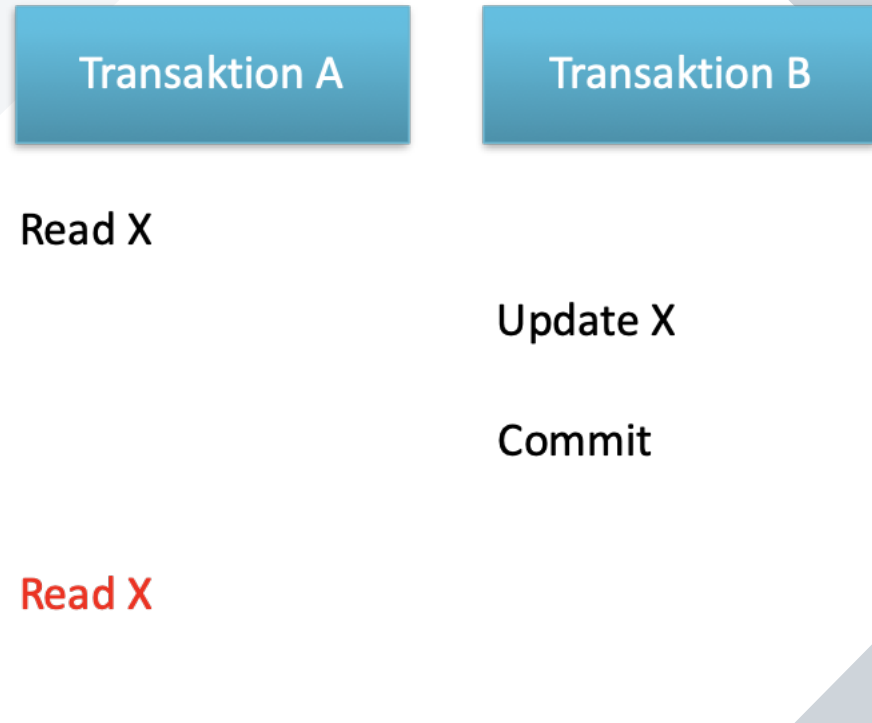 Transaktion A
Transaktion B
Read X
Update X
Commit
Read X